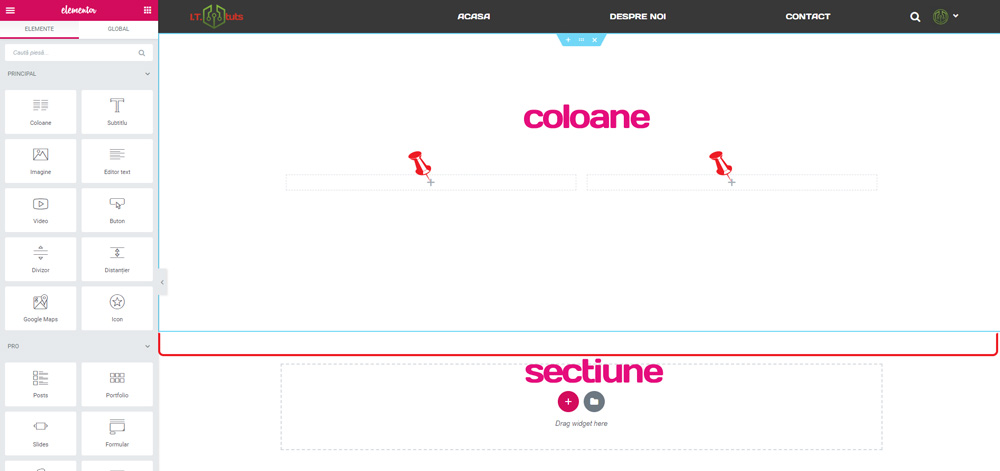 elementor
ELEMENTE
GLOBAL
Caută piesă...
PRINCIPAL
Coloane
Subtitlu
Imagine
Editor text
Video
Buton
Divizor
Distanțier
Google Maps
Icon
PRO
Posts
Portfolio
Slides
Formular
I.T. tuts
ACASA
DESPRE NOI
CONTACT
coloane
sectiune
Drag widget here